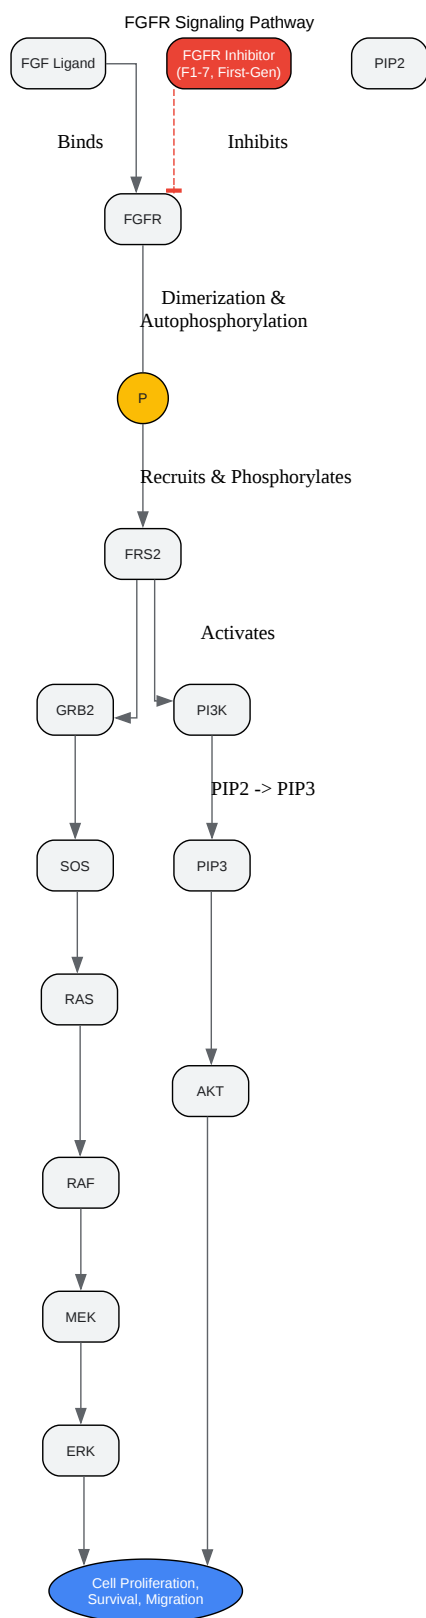 FGFR Signaling Pathway
FGF Ligand
FGFR Inhibitor
(F1-7, First-Gen)
PIP2
Binds
Inhibits
FGFR
Dimerization &
Autophosphorylation
P
Recruits & Phosphorylates
FRS2
Activates
GRB2
PI3K
PIP2 -> PIP3
SOS
PIP3
RAS
AKT
RAF
MEK
ERK
Cell Proliferation,
Survival, Migration